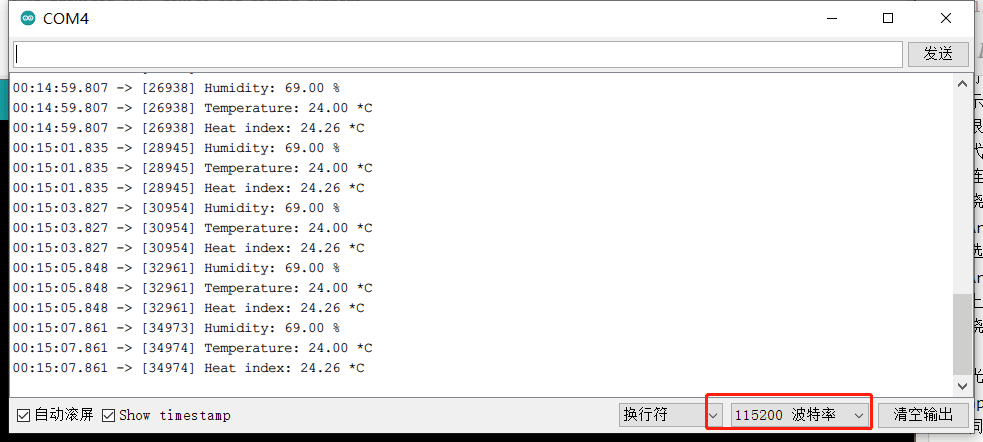 COM4
发送
00:14:59.807 -> [26938] Humidity: 69.00 %
00:14:59.807 -> [26938] Temperature: 24.00 *C
00:14:59.807 -> [26938] Heat index: 24.26 *C
00:15:01.835 -> [28945] Humidity: 69.00 %
00:15:01.835 -> [28945] Temperature: 24.00 *C
00:15:01.835 -> [28945] Heat index: 24.26 *C
00:15:03.827 -> [30954] Humidity: 69.00 %
00:15:03.827 -> [30954] Temperature: 24.00 *C
00:15:03.827 -> [30954] Heat index: 24.26 *C
00:15:05.848 -> [32961] Humidity: 69.00 %
00:15:05.848 -> [32961] Temperature: 24.00 *C
00:15:05.848 -> [32961] Heat index: 24.26 *C
00:15:07.861 -> [34973] Humidity: 69.00 %
00:15:07.861 -> [34974] Temperature: 24.00 *C
00:15:07.861 -> [34974] Heat index: 24.26 *C
自动滚屏 Show timestamp 换行符 115200 波特率 清空输出